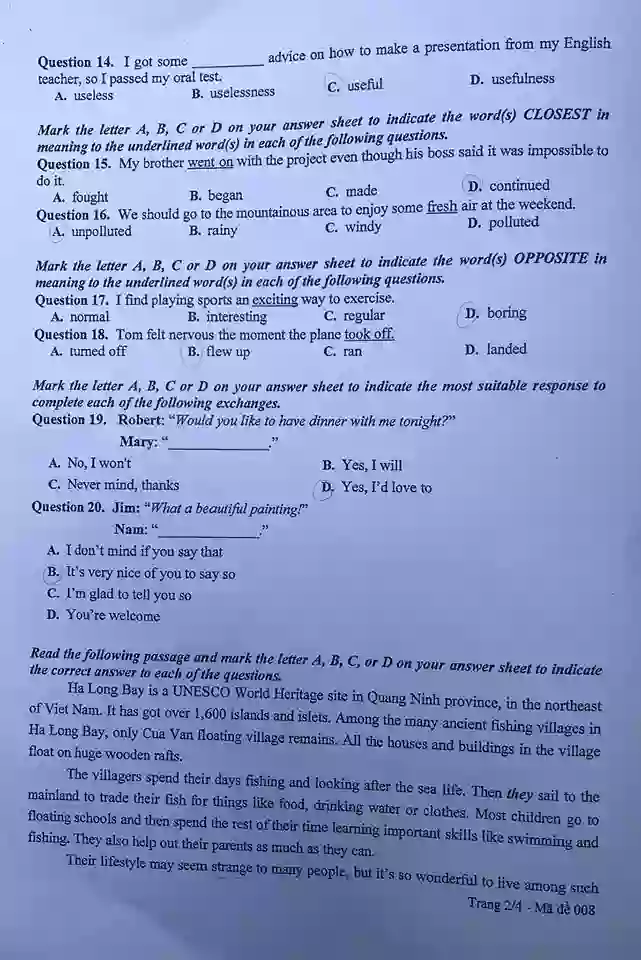 Question 14. I got some __________ advice on how to make a presentation from my English
teacher, so I passed my oral test.
A. useless B. uselessness C. useful D. usefulness
Mark the letter A, B, C or D on your answer sheet to indicate the word(s) CLOSEST in
meaning to the underlined word(s) in each of the following questions.
Question 15. My brother went on with the project even though his boss said it was impossible to
do it.
A. fought B. began C. made D. continued
Question 16. We should go to the mountainous area to enjoy some fresh air at the weekend.
A. unpolluted B. rainy C. windy D. polluted
Mark the letter A, B, C or D on your answer sheet to indicate the word(s) OPPOSITE in
meaning to the underlined word(s) in each of the following questions.
Question 17. I find playing sports an exciting way to exercise.
A. normal B. interesting C. regular D. boring
Question 18. Tom felt nervous the moment the plane took off.
A. turned off B. flew up C. ran D. landed
Mark the letter A, B, C or D on your answer sheet to indicate the most suitable response to
complete each of the following exchanges.
Question 19. Robert: “Would you like to have dinner with me tonight?”
Mary: “______________.”
A. No, I won't B. Yes, I will
C. Never mind, thanks D. Yes, I’d love to
Question 20. Jim: “What a beautiful painting!”
Nam: “______________.”
A. I don’t mind if you say that
B. It’s very nice of you to say so
C. I’m glad to tell you so
D. You’re welcome
Read the following passage and mark the letter A, B, C, or D on your answer sheet to indicate
the correct answer to each of the questions.
Ha Long Bay is a UNESCO World Heritage site in Quang Ninh province, in the northeast
of Viet Nam. It has got over 1,600 islands and islets. Among the many ancient fishing villages in
Ha Long Bay, only Cua Van floating village remains. All the houses and buildings in the village
float on huge wooden rafts.
The villagers spend their days fishing and looking after the sea life. Then they sail to the
mainland to trade their fish for things like food, drinking water or clothes. Most children go to
floating schools and then spend the rest of their time learning important skills like swimming and
fishing. They also help out their parents as much as they can.
Their lifestyle may seem strange to many people, but it’s so wonderful to live among such
Trang 2/4 - Mã đề 008